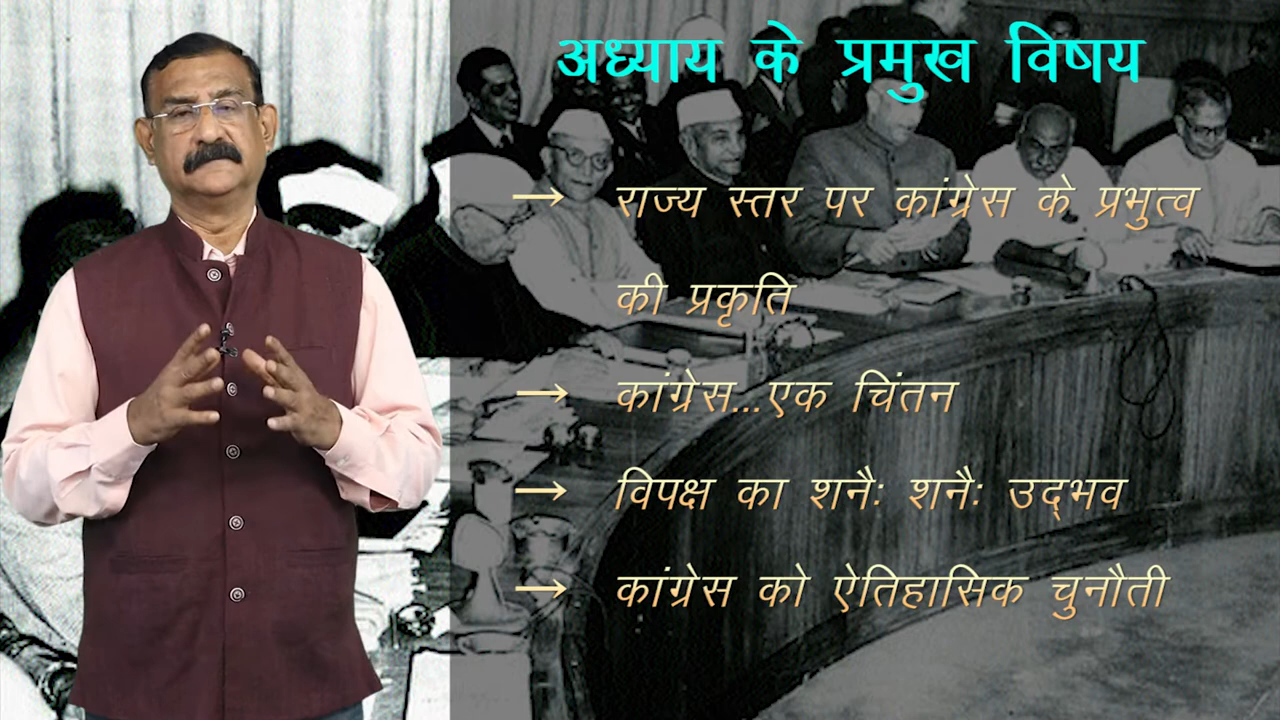 अध्याय के प्रमुख विषय
→ राज्य स्तर पर कांग्रेस के प्रभुत्व
की प्रकृति
→ कांग्रेस...एक चिंतन
→ विपक्ष का शनैः शनैः उद्‌भव
→ कांग्रेस को ऐतिहासिक चुनौती